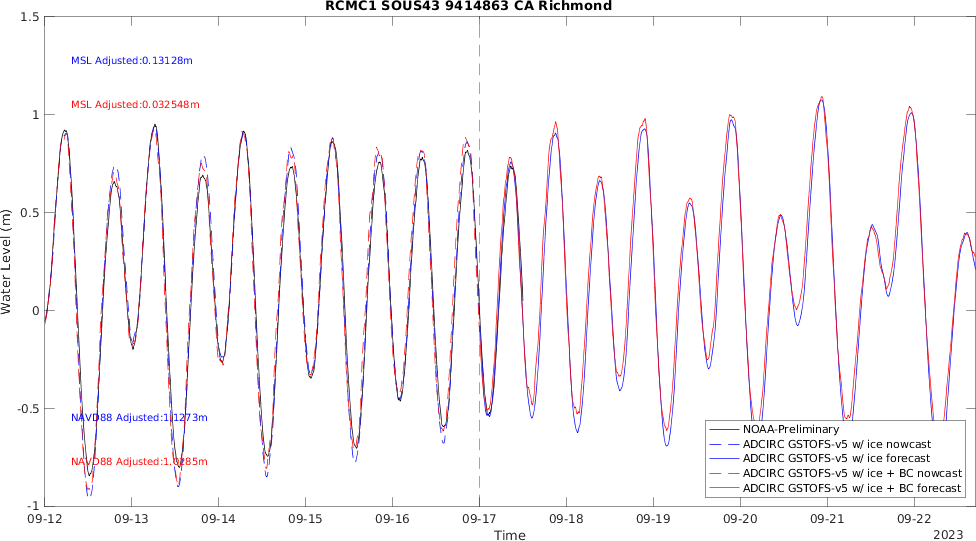 RCMC1 SOUS43 9414863 CA Richmond
1.5
1
0.5
0
-0.5
-1
Water Level (m)
MSL Adjusted:0.13128m
MSL Adjusted:0.032548m
NAVD88 Adjusted:1.1273m
NAVD88 Adjusted:1.0285m
NOAA-Preliminary
ADCIRC GSTOFS-v5 w/ ice nowcast
ADCIRC GSTOFS-v5 w/ ice forecast
ADCIRC GSTOFS-v5 w/ ice + BC nowcast
ADCIRC GSTOFS-v5 w/ ice + BC forecast
09-12 09-13 09-14 09-15 09-16 09-17 09-18 09-19 09-20 09-21 09-22
Time
2023